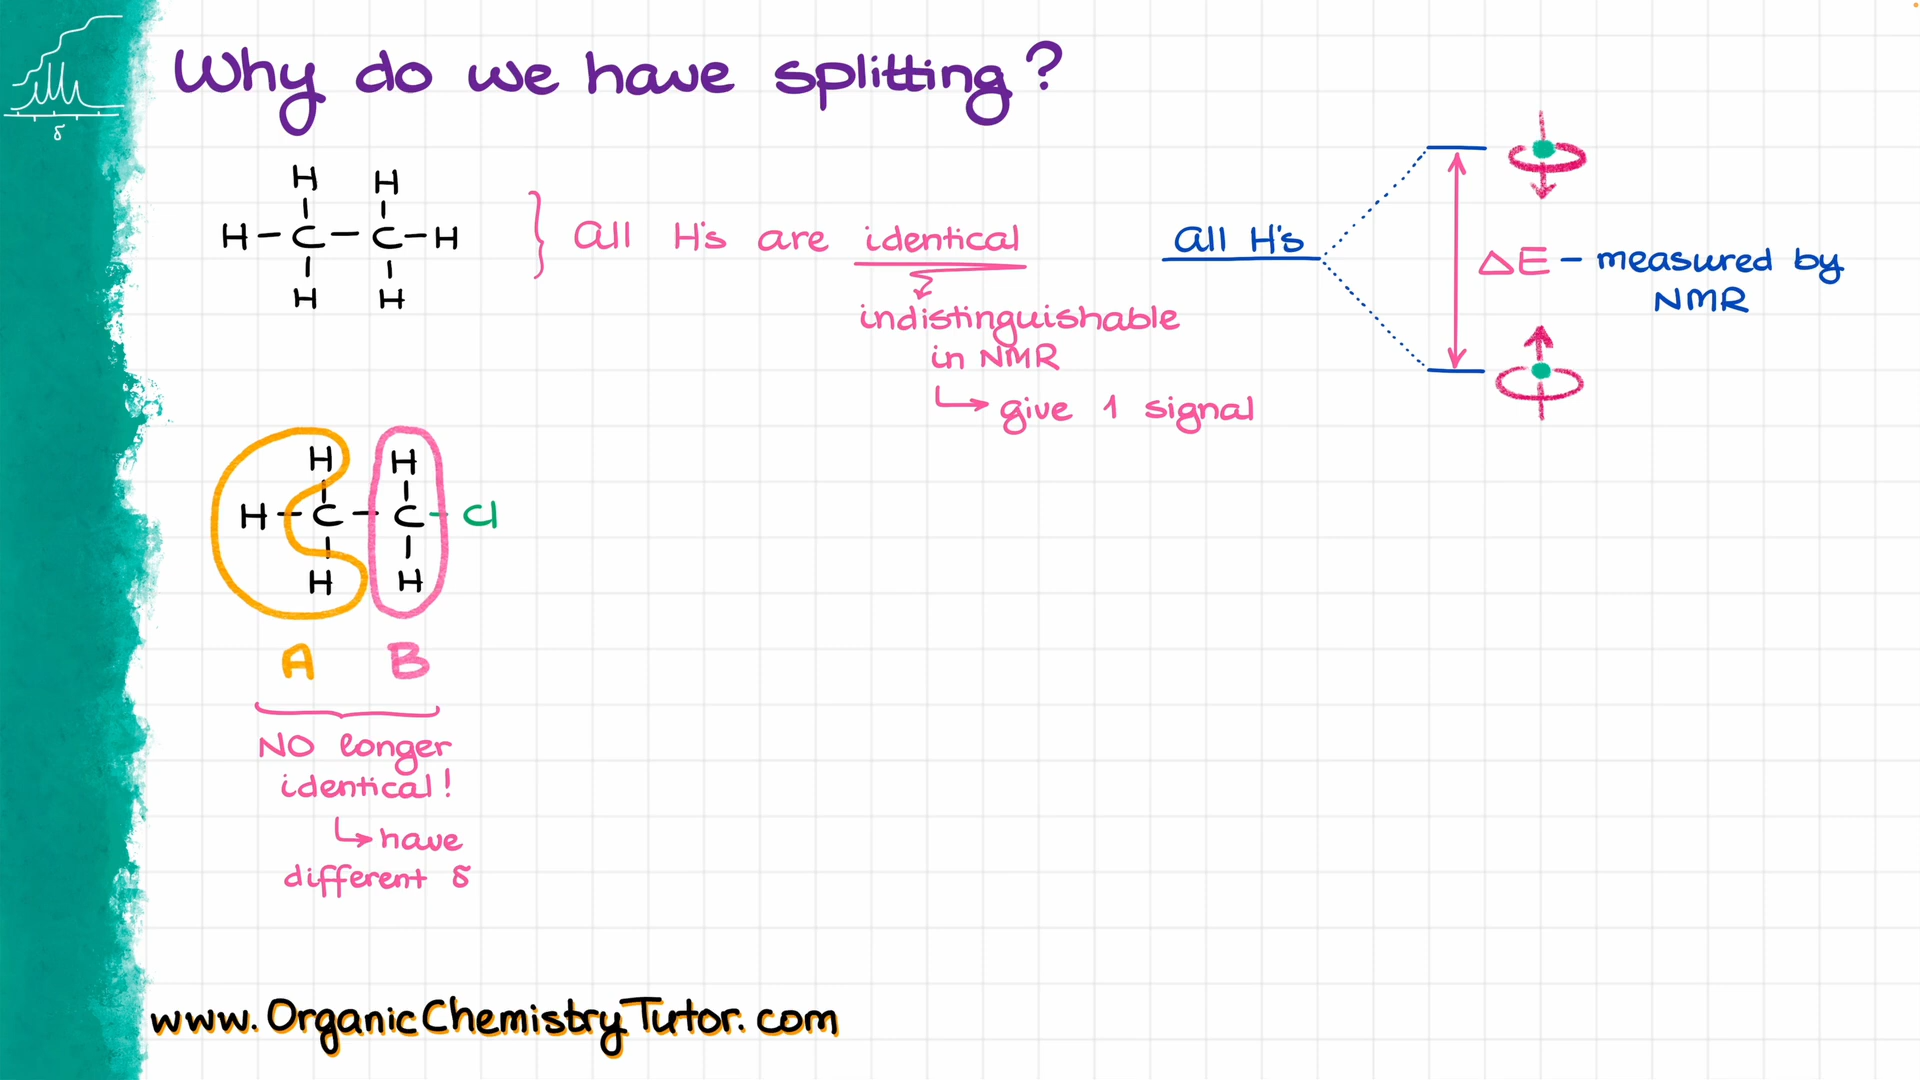 Why do we have splitting?
δ
H H
H-C-C-H
H H
All H's are identical
indistinguishable
in NMR
give 1 signal
All H's
ΔE - measured by
NMR
H H
H-C-C-Cl
H H
A B
NO longer
identical!
have
different δ
www.OrganicChemistryTutor.com